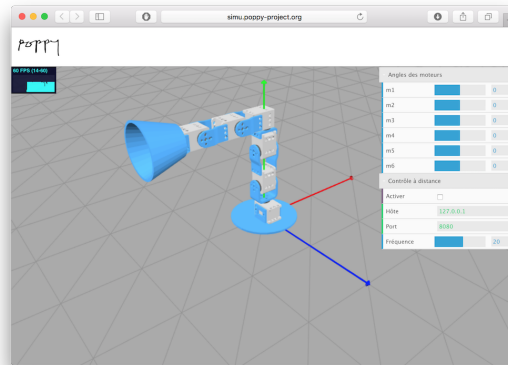 simu.poppy-project.org
poppy
60 FPS (14-60)
Angles des moteurs
m1 0
m2 0
m3 0
m4 0
m5 0
m6 0
Contrôle à distance
Activer
Hôte 127.0.0.1
Port 8080
Fréquence 20